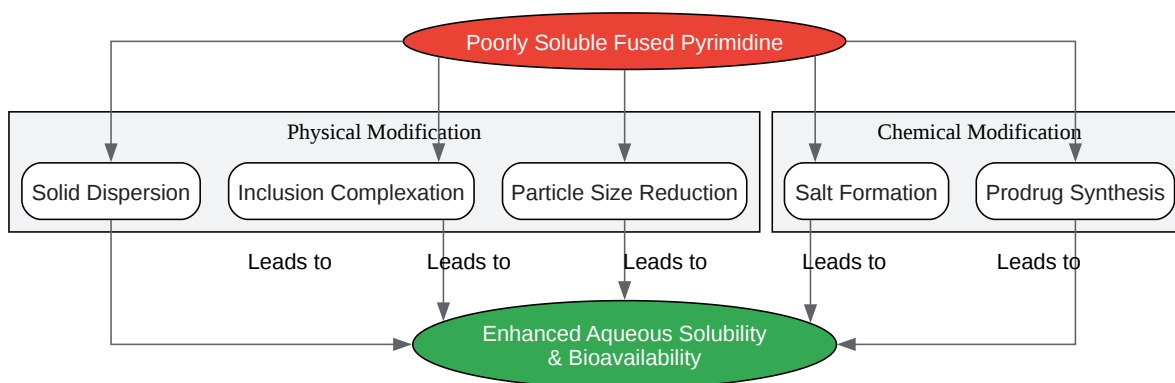 Poorly Soluble Fused Pyrimidine
Physical Modification
Chemical Modification
Solid Dispersion
Inclusion Complexation
Particle Size Reduction
Salt Formation
Prodrug Synthesis
Leads to
Leads to
Leads to
Leads to
Leads to
Enhanced Aqueous Solubility
& Bioavailability